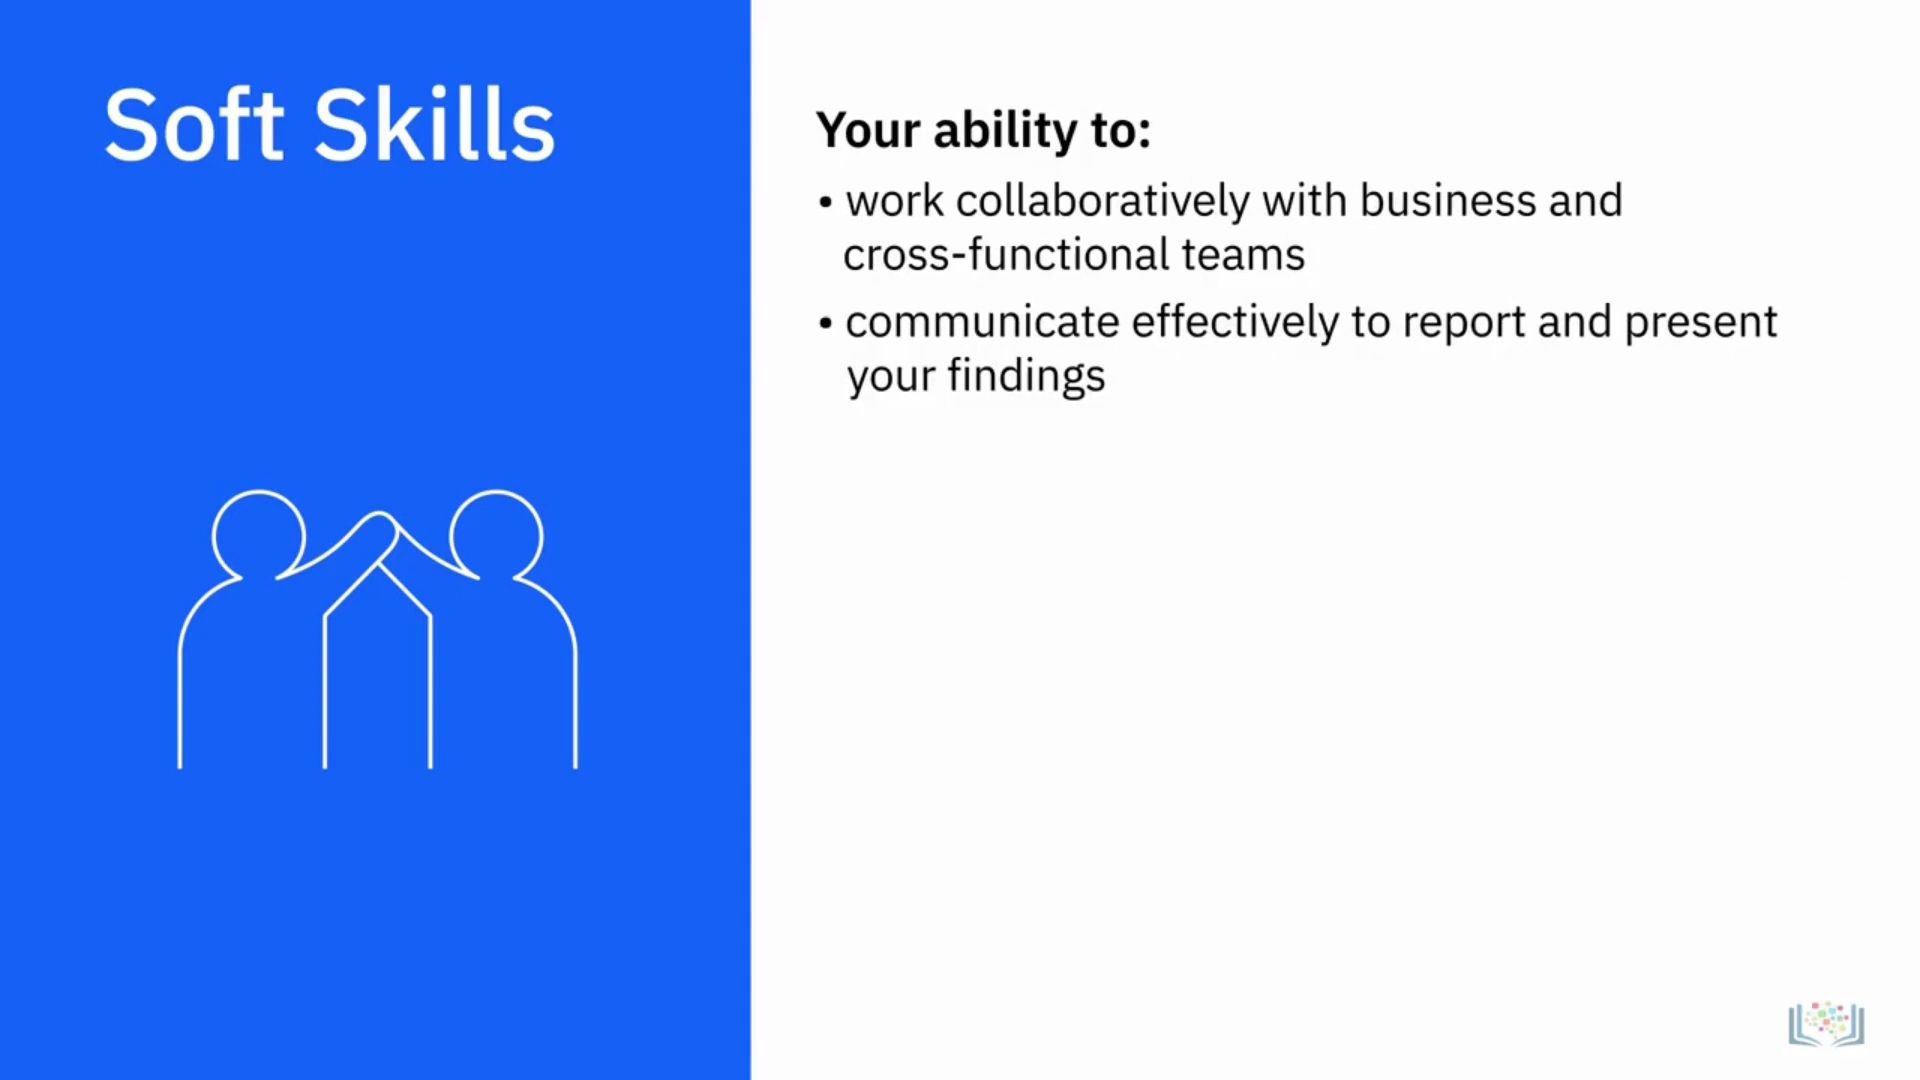 Soft Skills
Your ability to:
• work collaboratively with business and
cross-functional teams
• communicate effectively to report and present
your findings